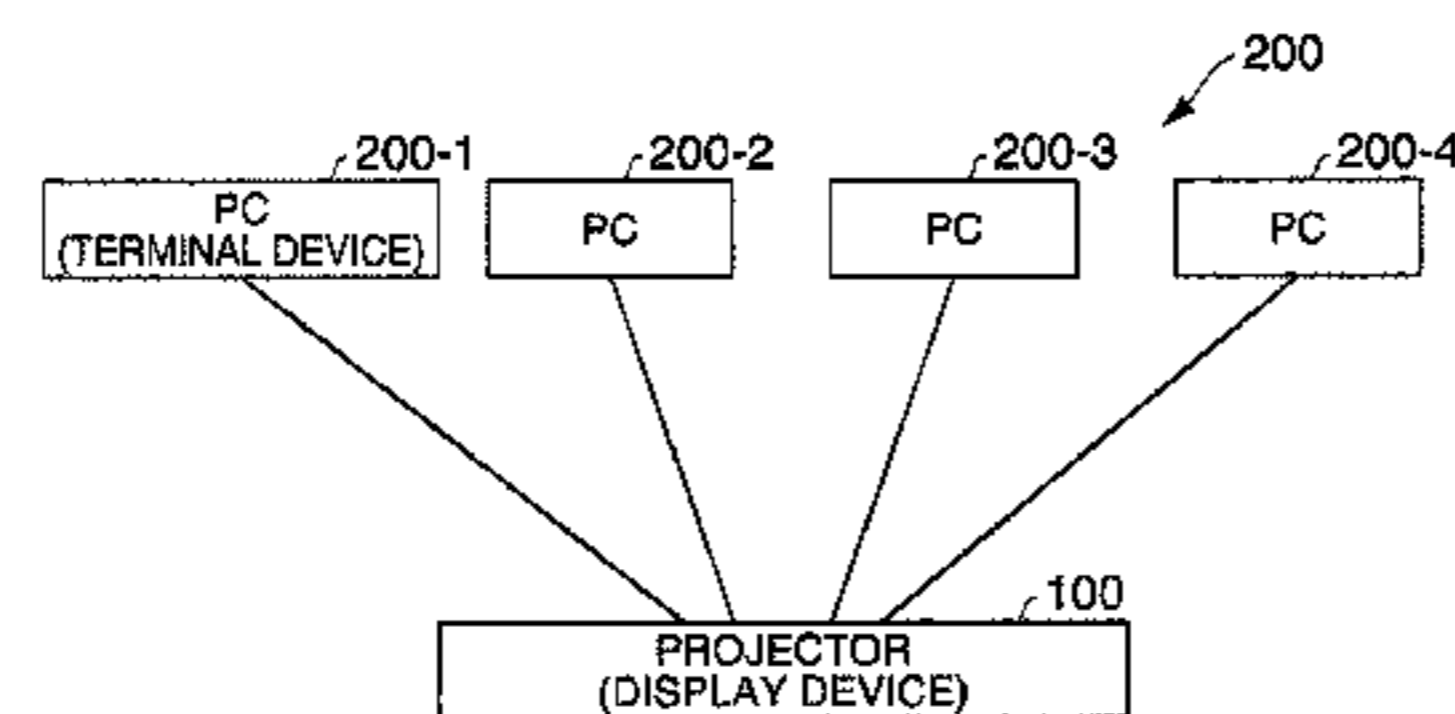 200
200-1
200-2
200-3
200-4
PC
(TERMINAL DEVICE)
PC
PC
PC
100
PROJECTOR
(DISPLAY DEVICE)